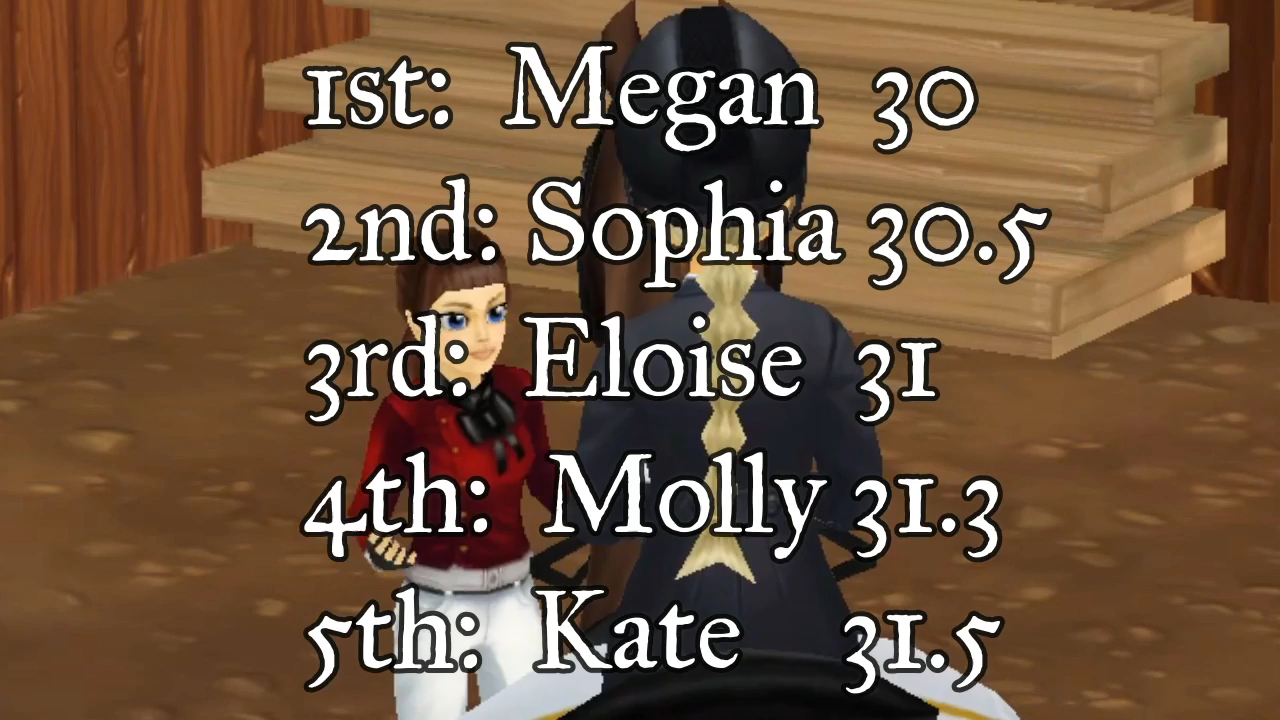 1st: Megan 30
2nd: Sophia 30.5
3rd: Eloise 31
4th: Molly 31.3
5th: Kate 31.5